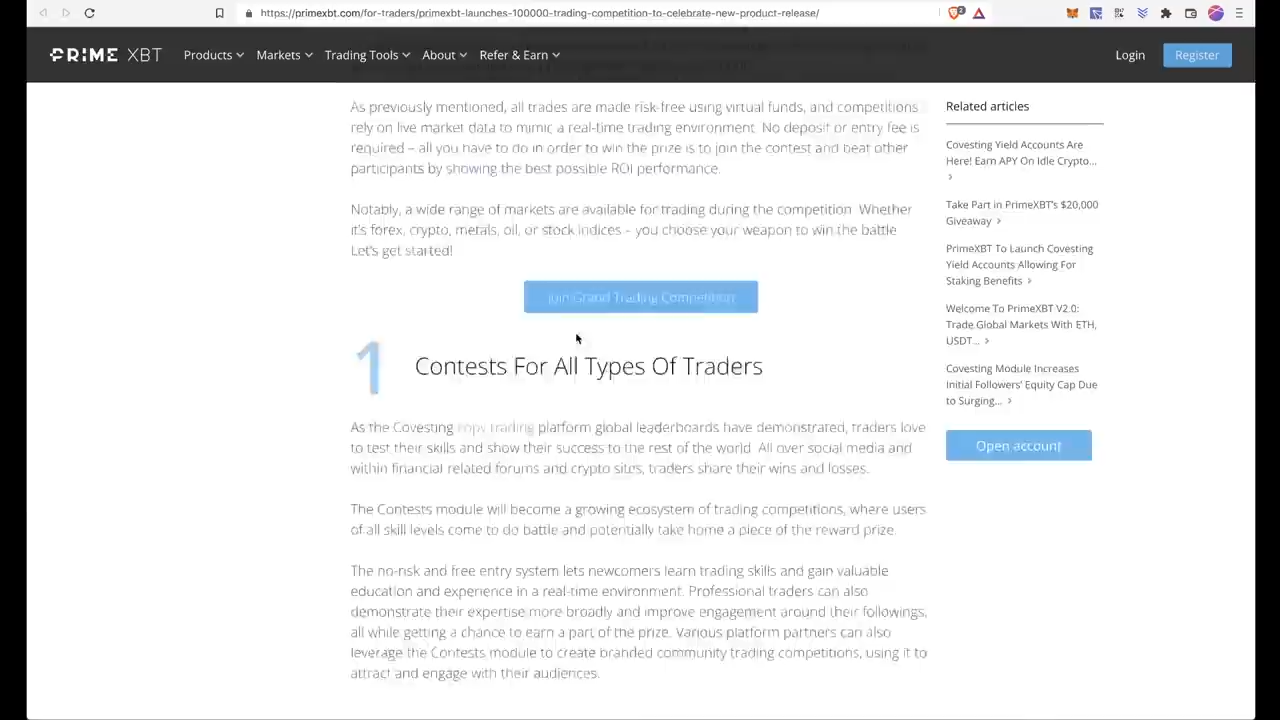 https://primexbt.com/for-traders/primexbt-launches-100000-trading-competition-to-celebrate-new-product-release/
2
PRIME XBT
Products
Markets
Trading Tools
About
Refer & Earn
Login
Register
As previously mentioned, all trades are made risk-free using virtual funds, and competitions
rely on live market data to mimic a real-time trading environment. No deposit or entry fee is
required – all you have to do in order to win the prize is to join the contest and beat other
participants by showing the best possible ROI performance.
Notably, a wide range of markets are available for trading during the competition. Whether
it's forex, crypto, metals, oil, or stock indices – you choose your weapon to win the battle
Let's get started!
Join Grand Trading Competition
1 Contests For All Types Of Traders
As the Covesting copy trading platform global leaderboards have demonstrated, traders love
to test their skills and show their success to the rest of the world. All over social media and
within financial related forums and crypto sites, traders share their wins and losses.
The Contests module will become a growing ecosystem of trading competitions, where users
of all skill levels come to do battle and potentially take home a piece of the reward prize.
The no-risk and free entry system lets newcomers learn trading skills and gain valuable
education and experience in a real-time environment. Professional traders can also
demonstrate their expertise more broadly and improve engagement around their followings,
all while getting a chance to earn a part of the prize. Various platform partners can also
leverage the Contests module to create branded community trading competitions, using it to
attract and engage with their audiences.
Related articles
Covesting Yield Accounts Are
Here! Earn APY On Idle Crypto...
Take Part in PrimeXBT's $20,000
Giveaway
PrimeXBT To Launch Covesting
Yield Accounts Allowing For
Staking Benefits
Welcome To PrimeXBT V2.0:
Trade Global Markets With ETH,
USDT...
Covesting Module Increases
Initial Followers' Equity Cap Due
to Surging...
Open account